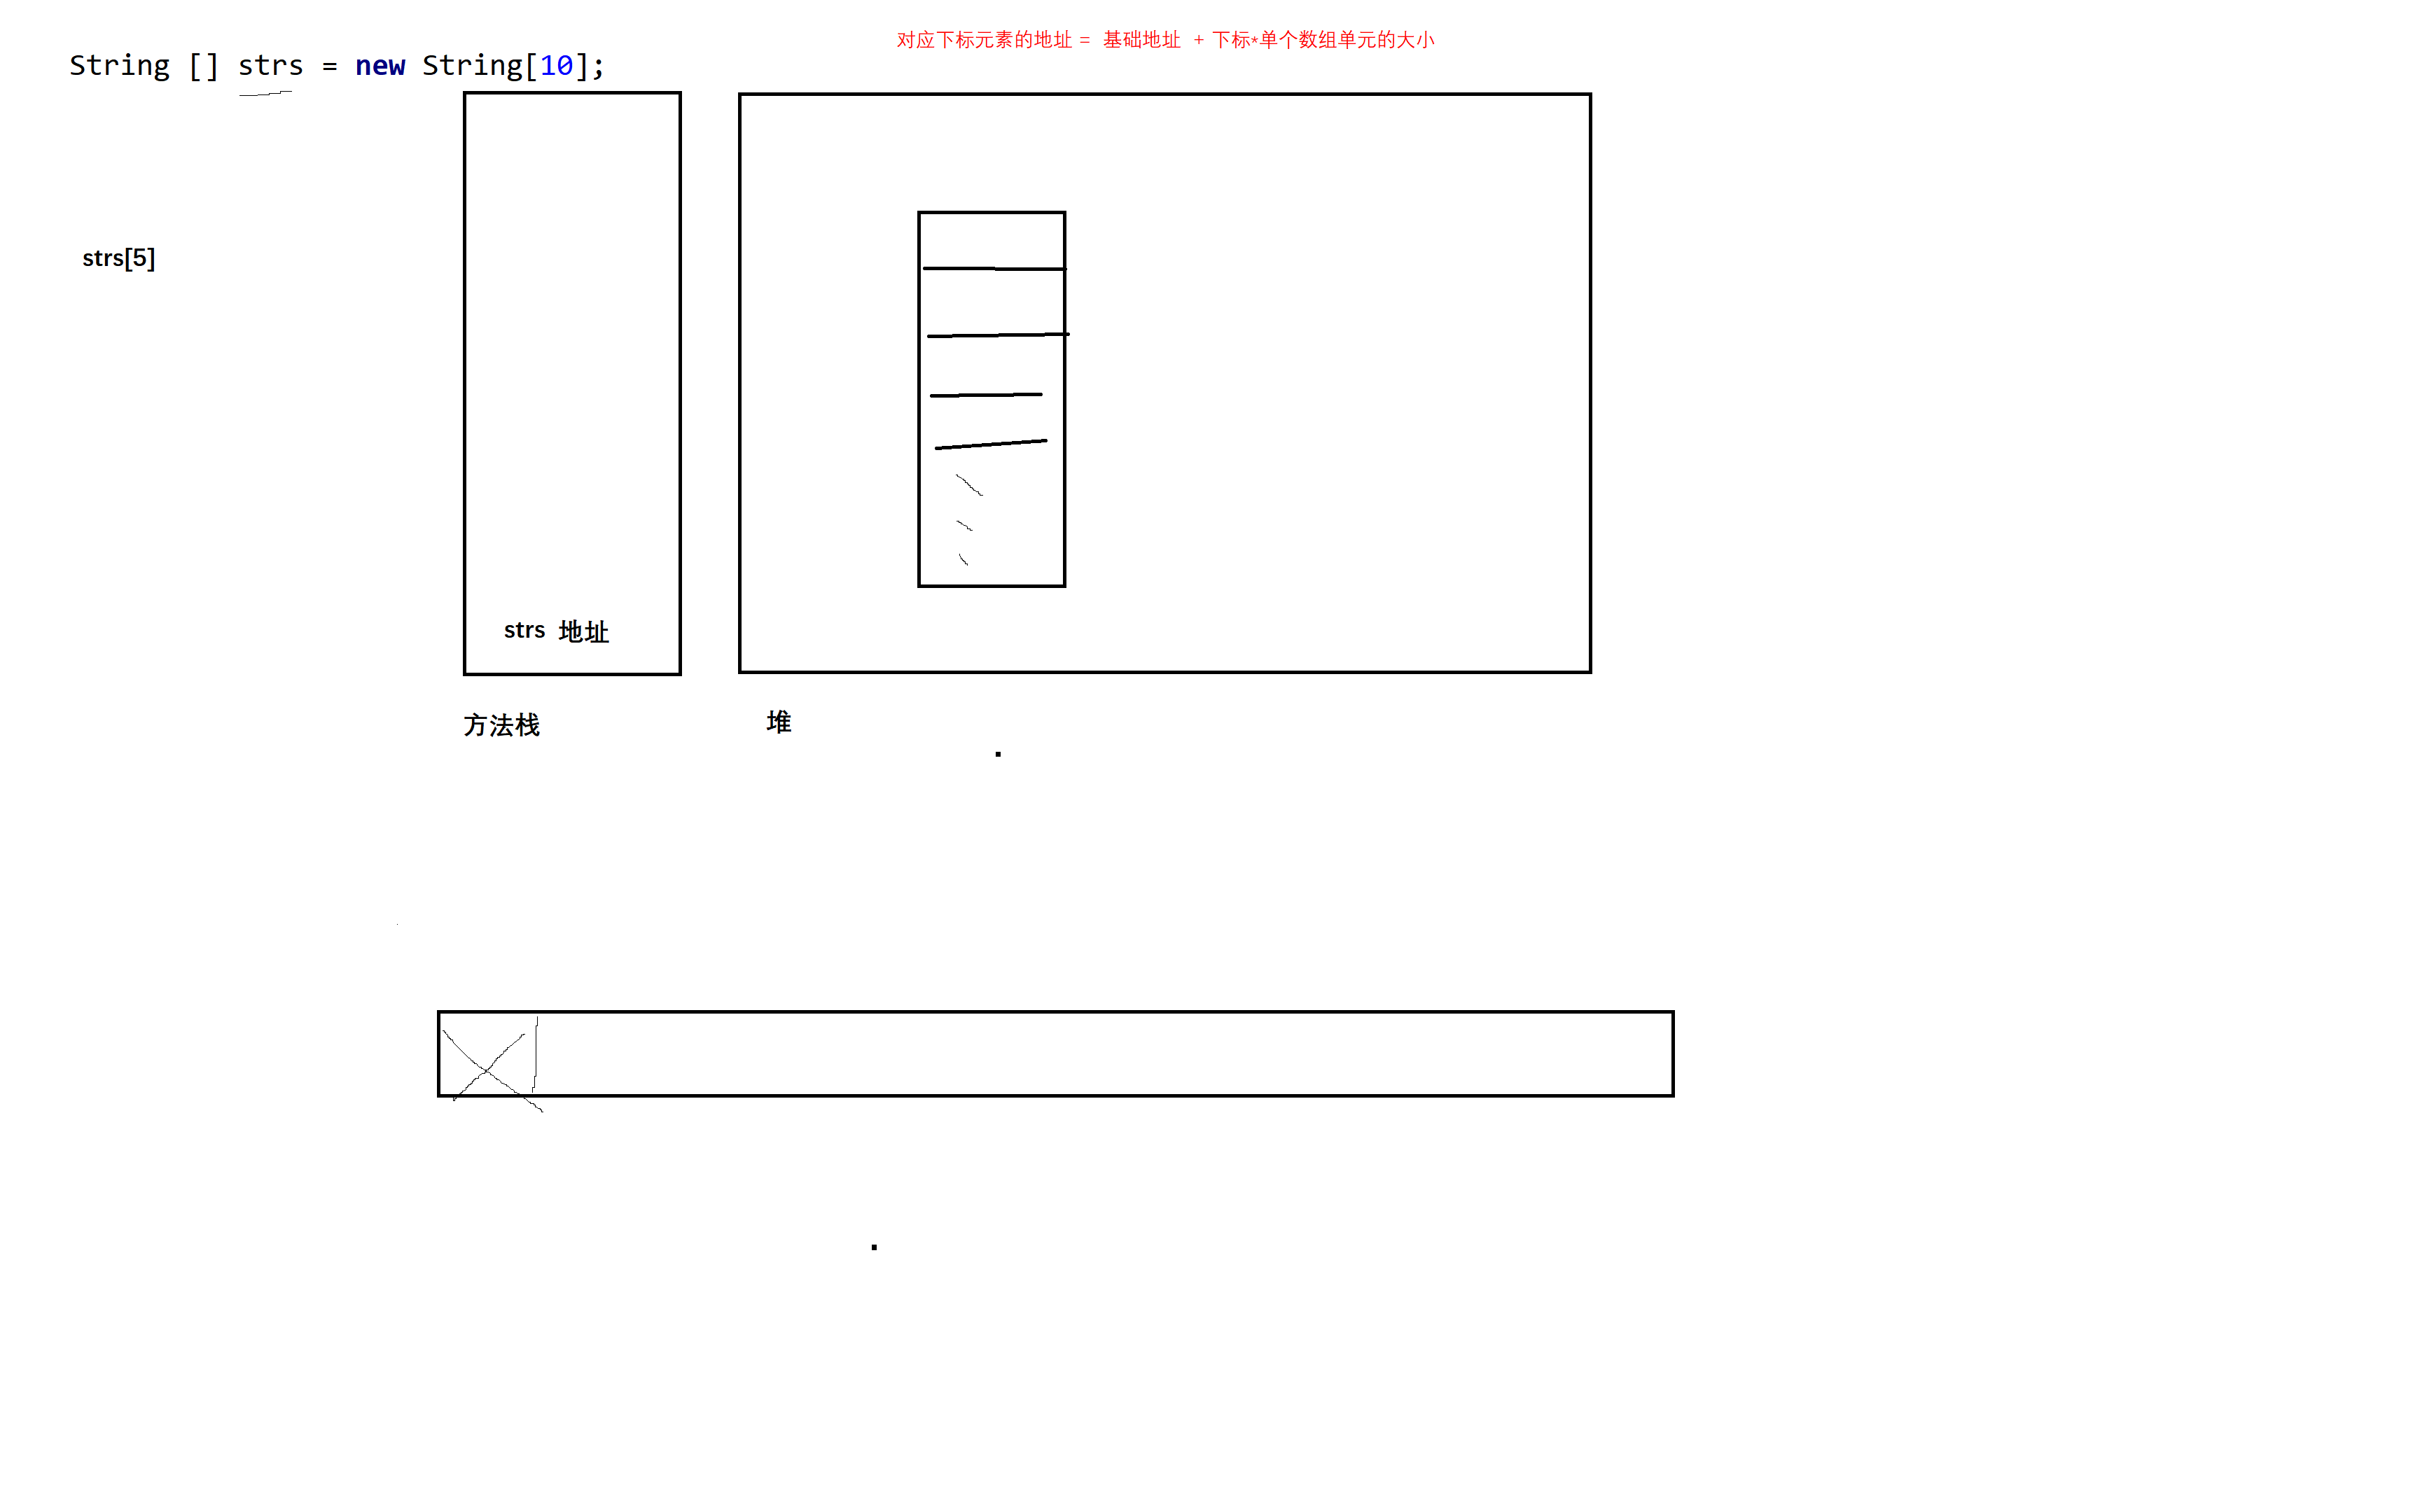 对应下标元素的地址 = 基础地址 + 下标*单个数组单元的大小
String [] strs = new String[10];
strs[5]
strs 地址
方法栈
堆